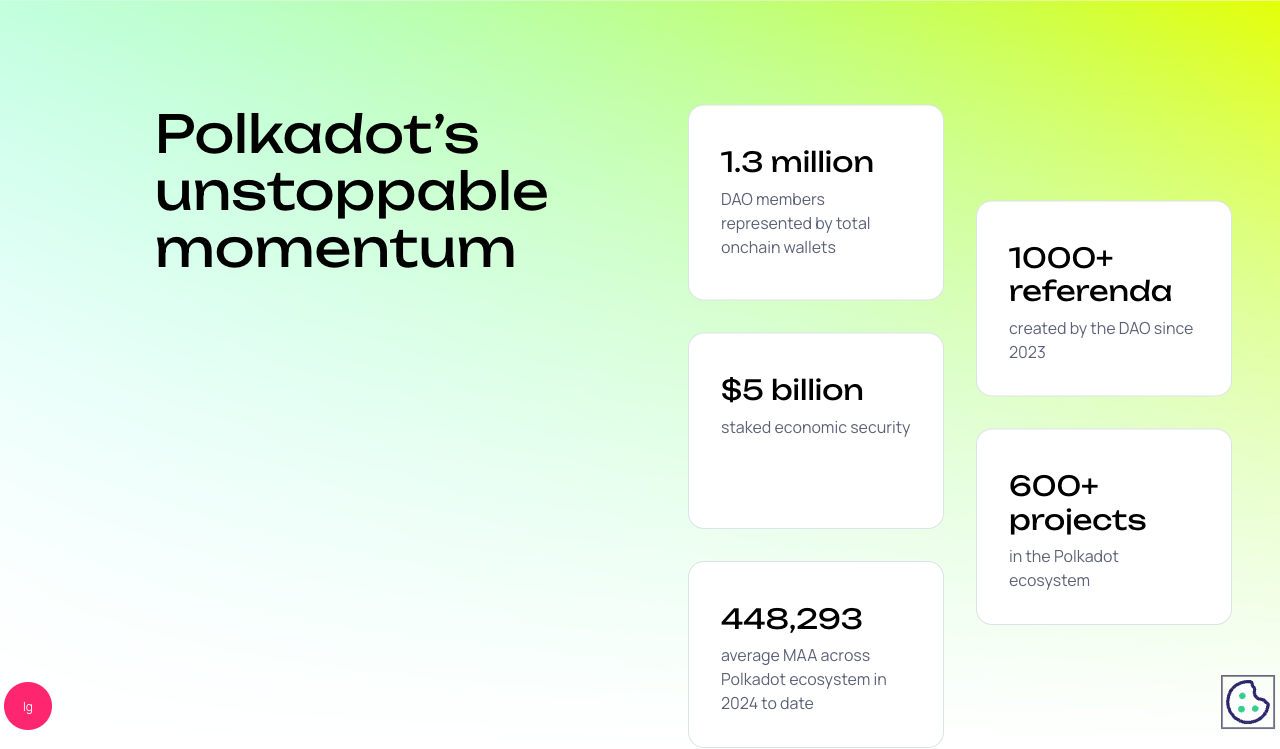 Polkadot’s
unstoppable
momentum
1.3 million
DAO members
represented by total
onchain wallets
1000+
referenda
created by the DAO since
2023
$5 billion
staked economic security
600+
projects
in the Polkadot
ecosystem
448,293
average MAA across
Polkadot ecosystem in
2024 to date
lg